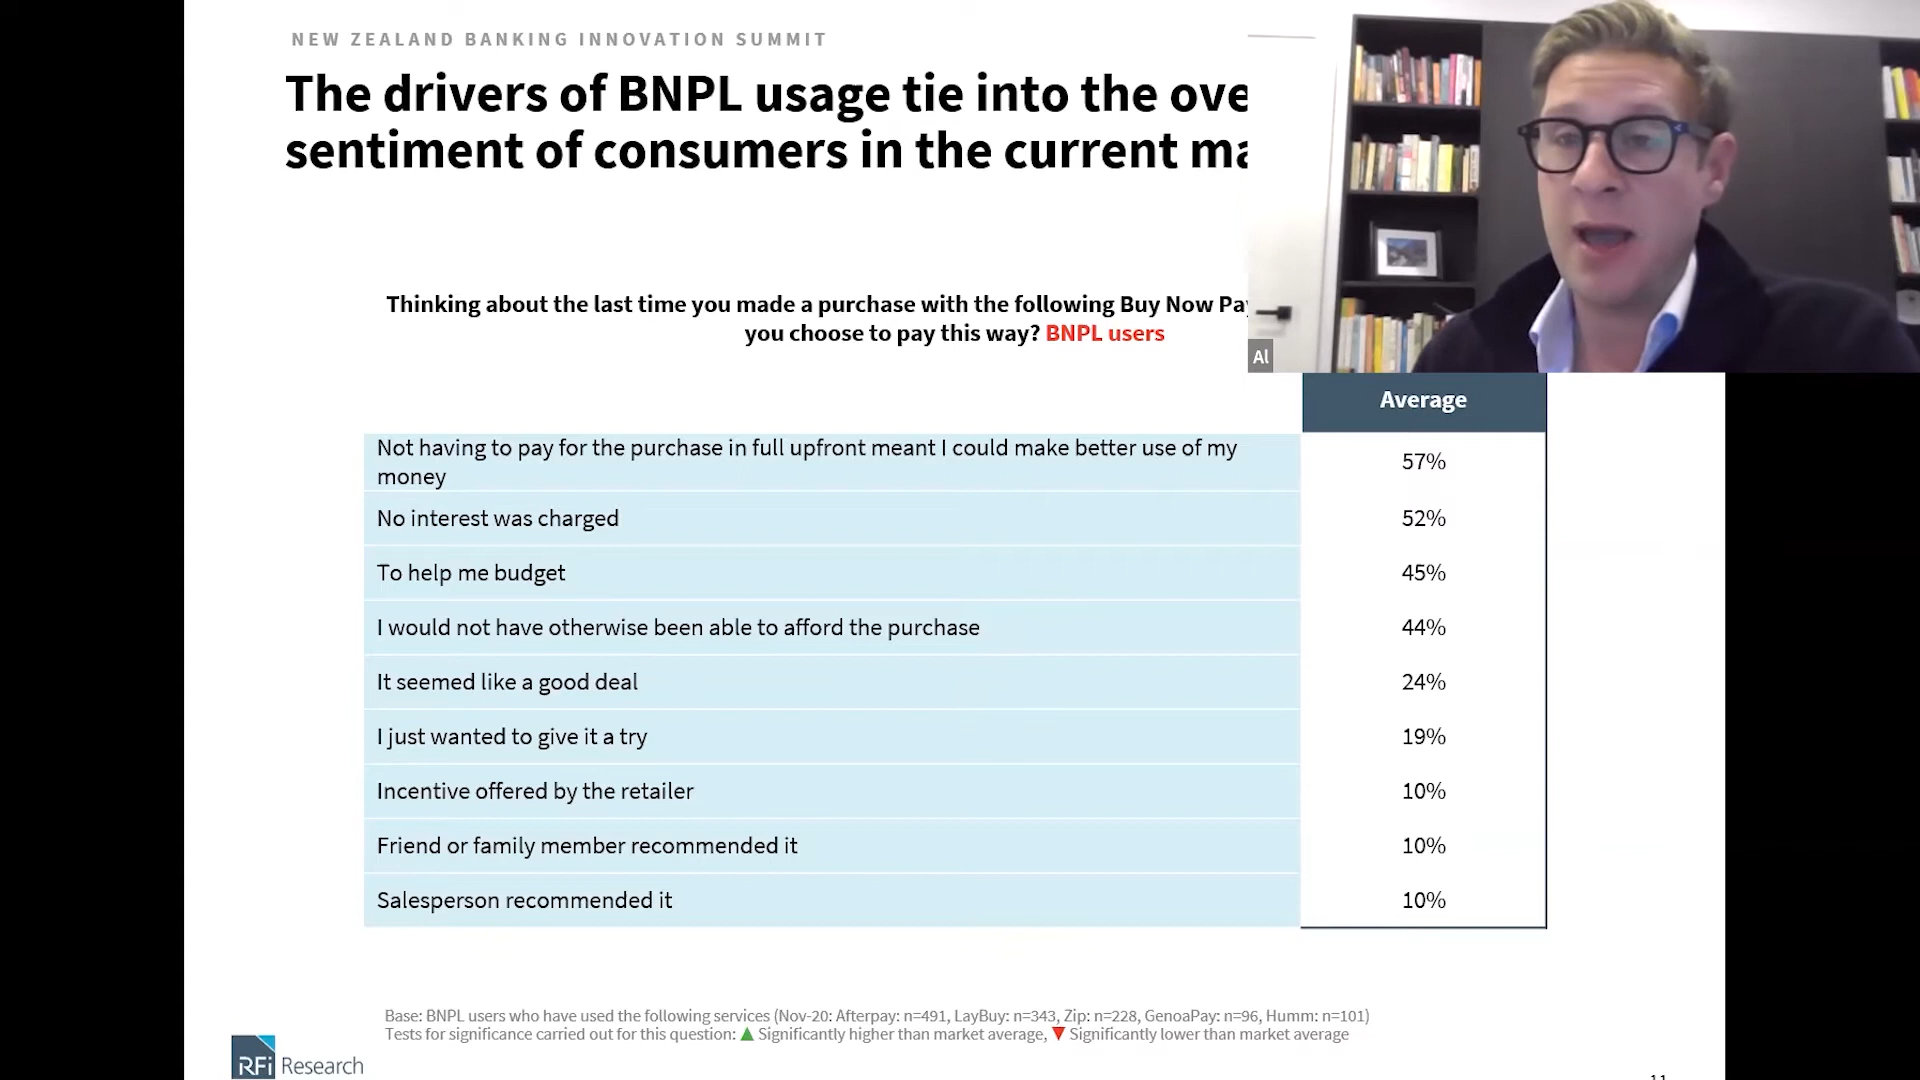 NEW ZEALAND BANKING INNOVATION SUMMIT
The drivers of BNPL usage tie into the
sentiment of consumers in the current
Thinking about the last time you made a purchase with the following Buy Now
you choose to pay this way? BNPL users
Al
Average
Not having to pay for the purchase in full upfront meant I could make better use of my
money
57%
No interest was charged 52%
To help me budget 45%
I would not have otherwise been able to afford the purchase 44%
It seemed like a good deal 24%
I just wanted to give it a try 19%
Incentive offered by the retailer 10%
Friend or family member recommended it 10%
Salesperson recommended it 10%
Base: BNPL users who have used the following services (Nov-20: Afterpay: n=491, LayBuy: n=343, Zip: n=228, GenoaPay: n=96, Humm: n=101)
Tests for significance carried out for this question: ▲ Significantly higher than market average, ▼ Significantly lower than market average
RFi Research